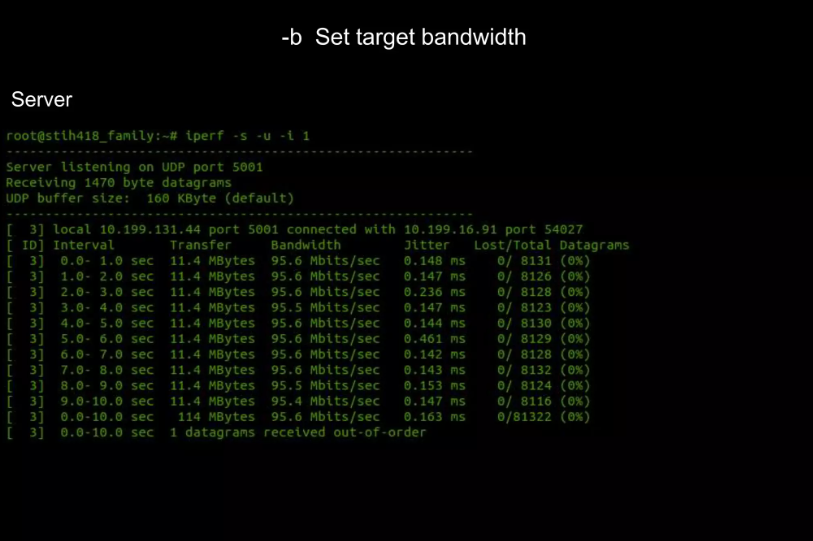 -b  Set target bandwidth
Server
root@stih418_family:~# iperf -s -u -i 1
------------------------------------------------------------
Server listening on UDP port 5001
Receiving 1470 byte datagrams
UDP buffer size:  160 KByte (default)
------------------------------------------------------------
[  3] local 10.199.131.44 port 5001 connected with 10.199.16.91 port 54027
[ ID] Interval       Transfer     Bandwidth        Jitter   Lost/Total Datagrams
[  3]  0.0- 1.0 sec  11.4 MBytes  95.6 Mbits/sec   0.148 ms    0/ 8131 (0%)
[  3]  1.0- 2.0 sec  11.4 MBytes  95.6 Mbits/sec   0.147 ms    0/ 8126 (0%)
[  3]  2.0- 3.0 sec  11.4 MBytes  95.6 Mbits/sec   0.236 ms    0/ 8128 (0%)
[  3]  3.0- 4.0 sec  11.4 MBytes  95.5 Mbits/sec   0.147 ms    0/ 8123 (0%)
[  3]  4.0- 5.0 sec  11.4 MBytes  95.6 Mbits/sec   0.144 ms    0/ 8130 (0%)
[  3]  5.0- 6.0 sec  11.4 MBytes  95.6 Mbits/sec   0.461 ms    0/ 8129 (0%)
[  3]  6.0- 7.0 sec  11.4 MBytes  95.6 Mbits/sec   0.142 ms    0/ 8128 (0%)
[  3]  7.0- 8.0 sec  11.4 MBytes  95.6 Mbits/sec   0.143 ms    0/ 8132 (0%)
[  3]  8.0- 9.0 sec  11.4 MBytes  95.5 Mbits/sec   0.153 ms    0/ 8124 (0%)
[  3]  9.0-10.0 sec  11.4 MBytes  95.4 Mbits/sec   0.147 ms    0/ 8116 (0%)
[  3]  0.0-10.0 sec   114 MBytes  95.6 Mbits/sec   0.163 ms    0/81322 (0%)
[  3]  0.0-10.0 sec  1 datagrams received out-of-order